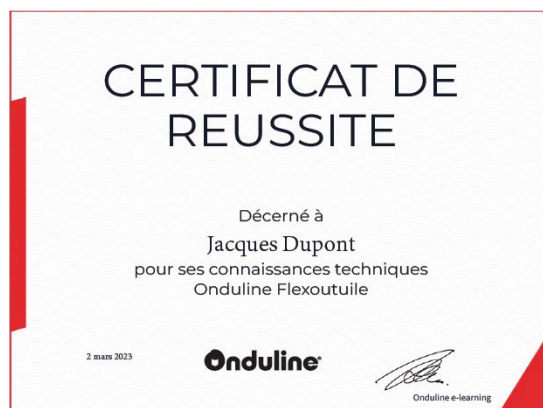 CERTIFICAT DE
REUSSITE
Décerné à
Jacques Dupont
pour ses connaissances techniques
Onduline Flexoutuile
2 mars 2023
Onduline
Onduline e-learning